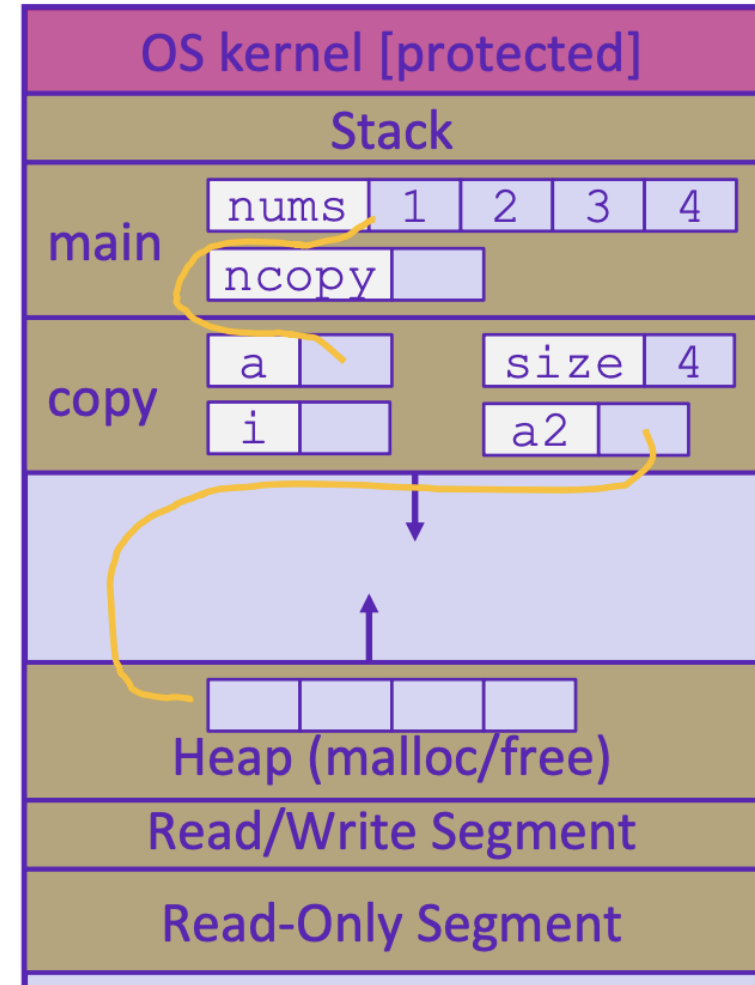 OS kernel [protected]
Stack
main
nums 1 2 3 4
ncopy
copy
a size 4
i a2
Heap (malloc/free)
Read/Write Segment
Read-Only Segment